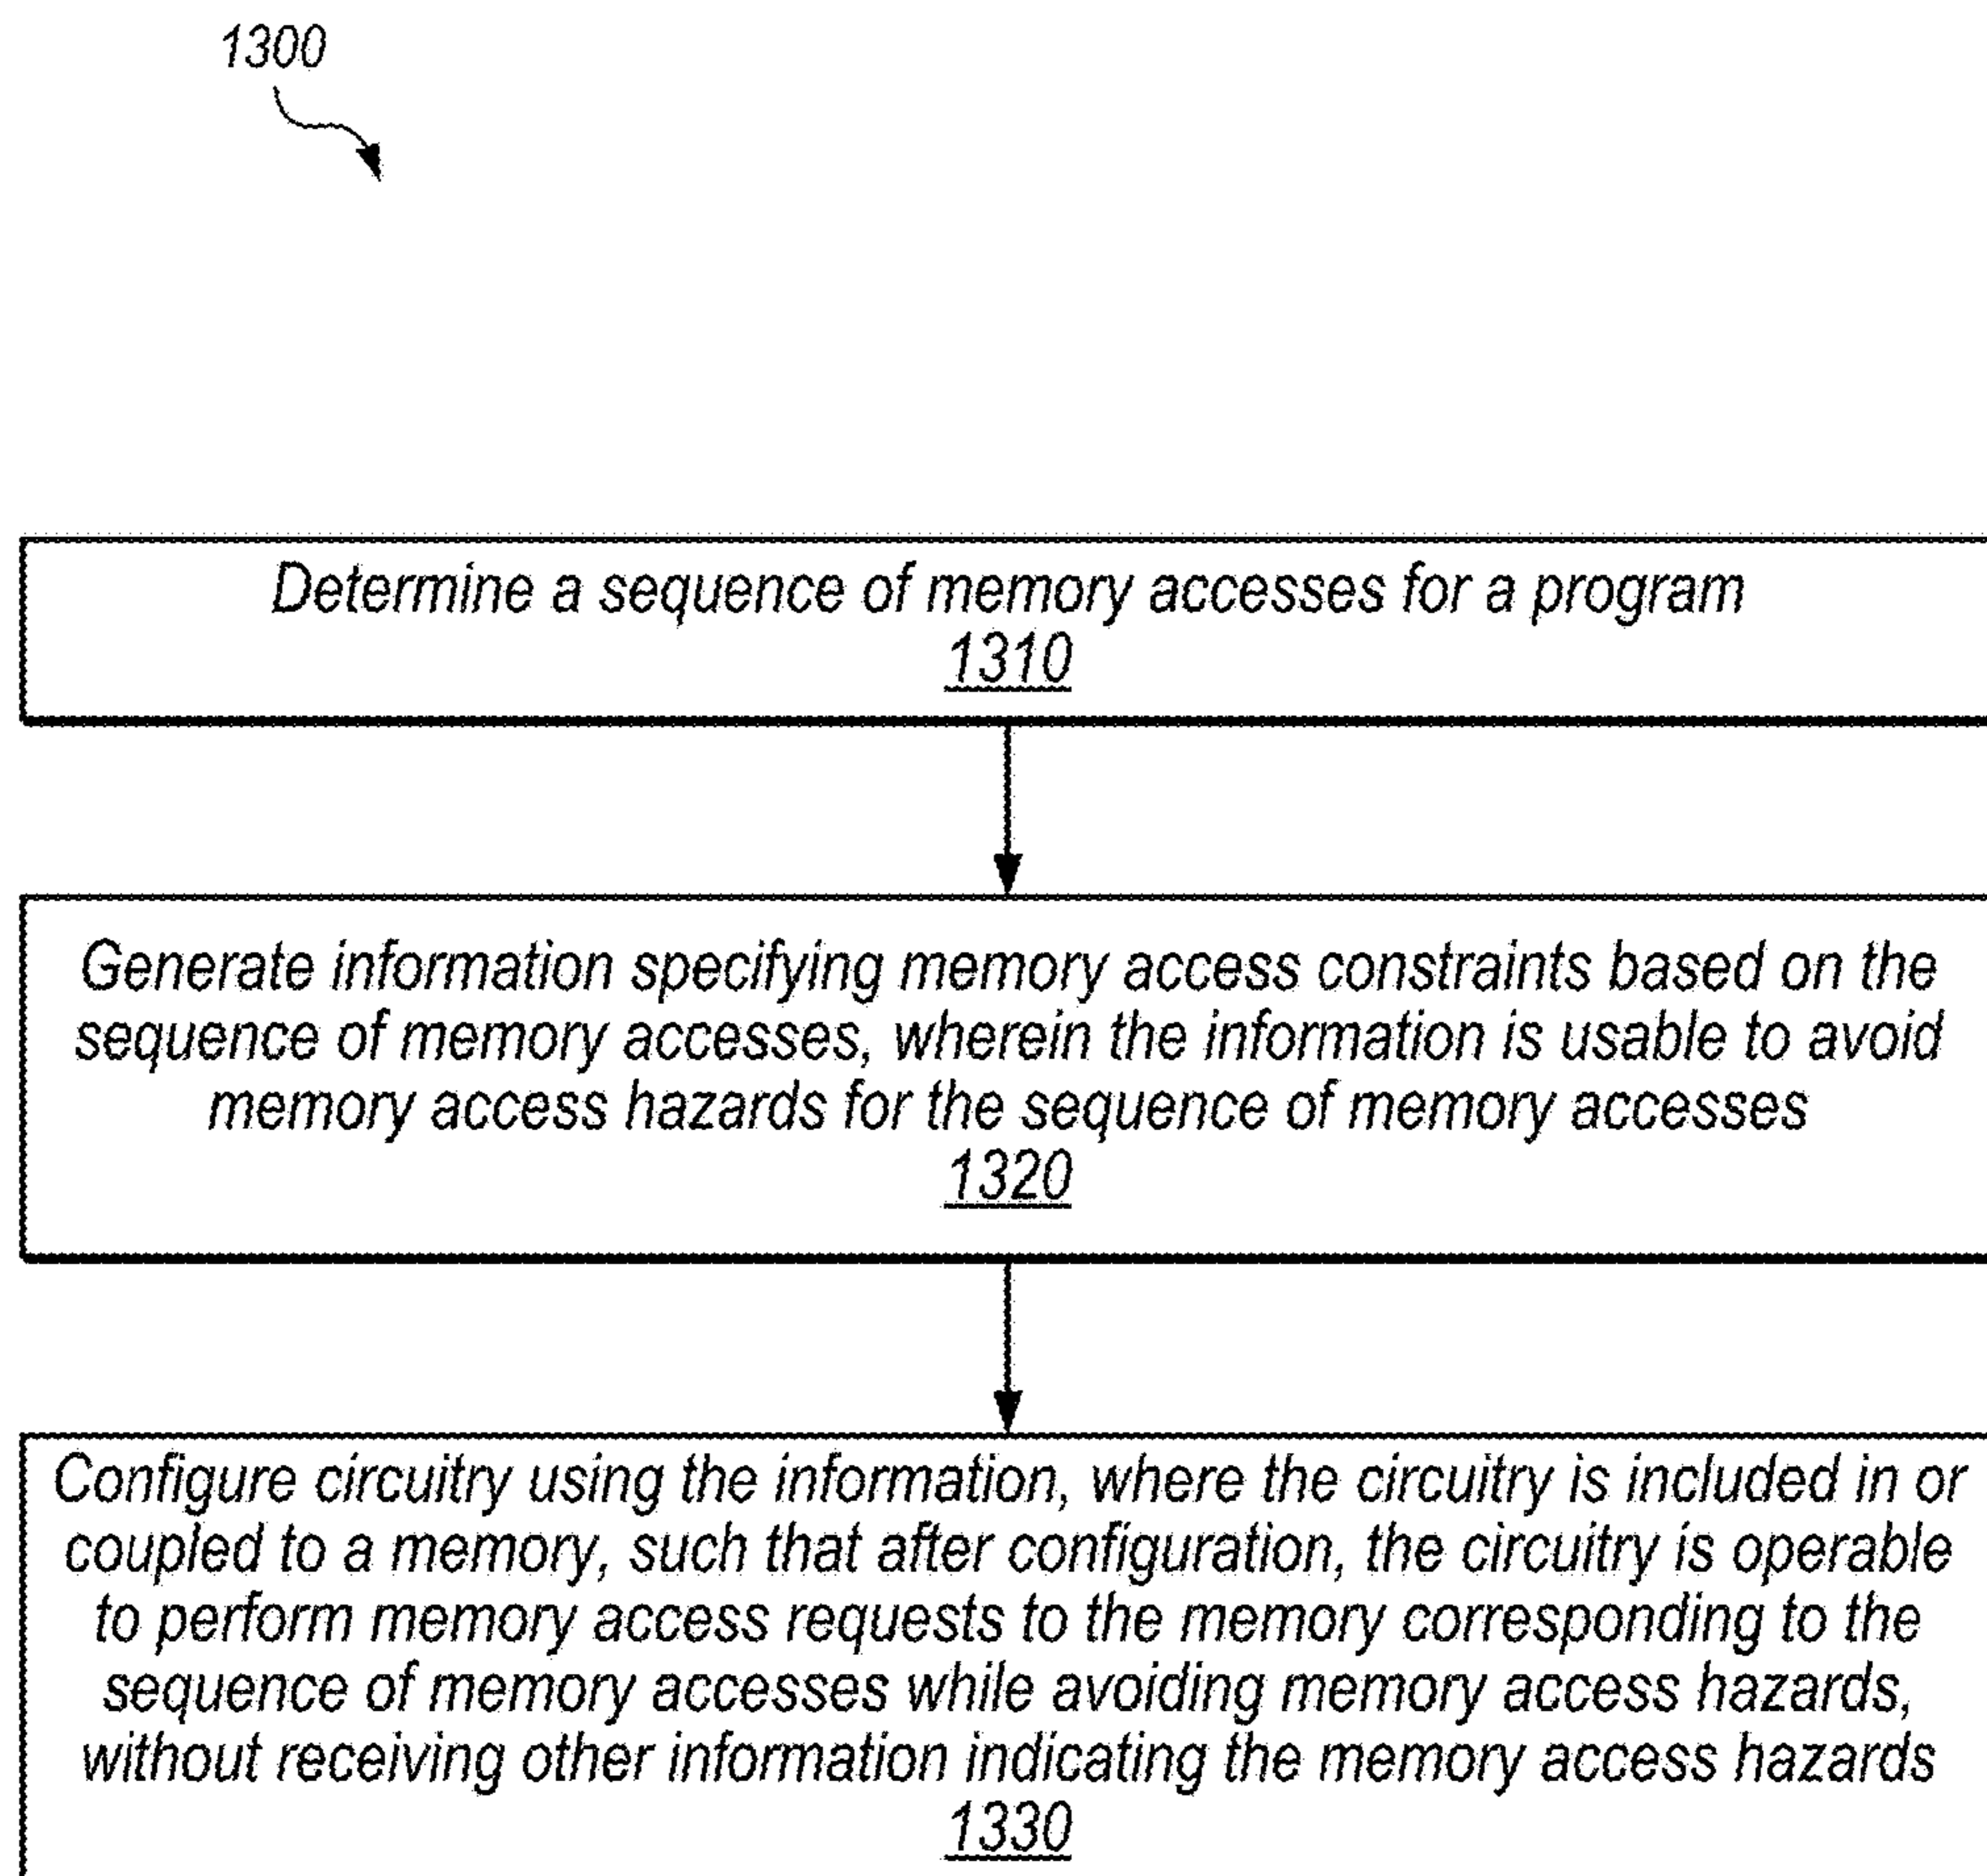 1300
Determine a sequence of memory accesses for a program
1310
Generate information specifying memory access constraints based on the
sequence of memory accesses, wherein the information is usable to avoid
memory access hazards for the sequence of memory accesses
1320
Configure circuitry using the information, where the circuitry is included in or
coupled to a memory, such that after configuration, the circuitry is operable
to perform memory access requests to the memory corresponding to the
sequence of memory accesses while avoiding memory access hazards,
without receiving other information indicating the memory access hazards
1330